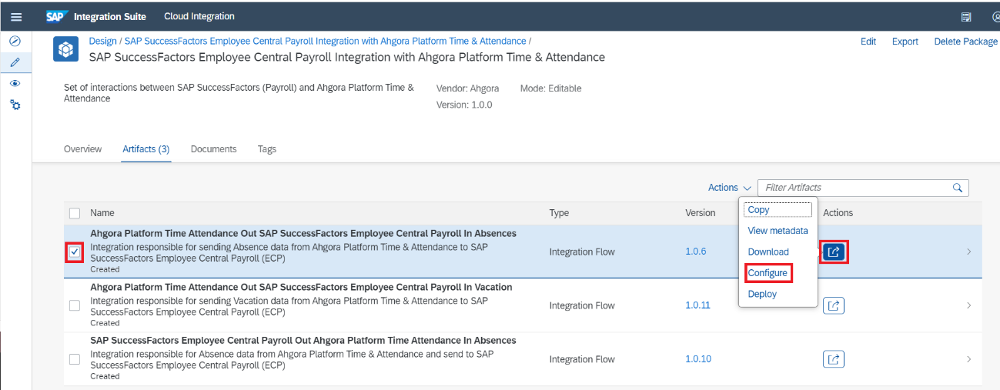 SAP Integration Suite Cloud Integration
Design / SAP SuccessFactors Employee Central Payroll Integration with Ahgora Platform Time & Attendance /
Edit Export Delete Package
SAP SuccessFactors Employee Central Payroll Integration with Ahgora Platform Time & Attendance
Set of interactions between SAP SuccessFactors (Payroll) and Ahgora Platform Time &
Attendance
Vendor: Ahgora Mode: Editable
Version: 1.0.0
Overview Artifacts (3) Documents Tags
Actions Filter Artifacts
Name Type Version Actions
Copy
View metadata
Download
Configure
Deploy
Ahgora Platform Time Attendance Out SAP SuccessFactors Employee Central Payroll In Absences
Integration responsible for sending Absence data from Ahgora Platform Time & Attendance to SAP
SuccessFactors Employee Central Payroll (ECP)
Created
Integration Flow 1.0.6
Ahgora Platform Time Attendance Out SAP SuccessFactors Employee Central Payroll In Vacation
Integration responsible for sending Vacation data from Ahgora Platform Time & Attendance to SAP
SuccessFactors Employee Central Payroll (ECP)
Created
Integration Flow 1.0.11
SAP SuccessFactors Employee Central Payroll Out Ahgora Platform Time Attendance In Absences
Integration responsible for Absence data from Ahgora Platform Time & Attendance and send to SAP
SuccessFactors Employee Central Payroll (ECP)
Created
Integration Flow 1.0.10